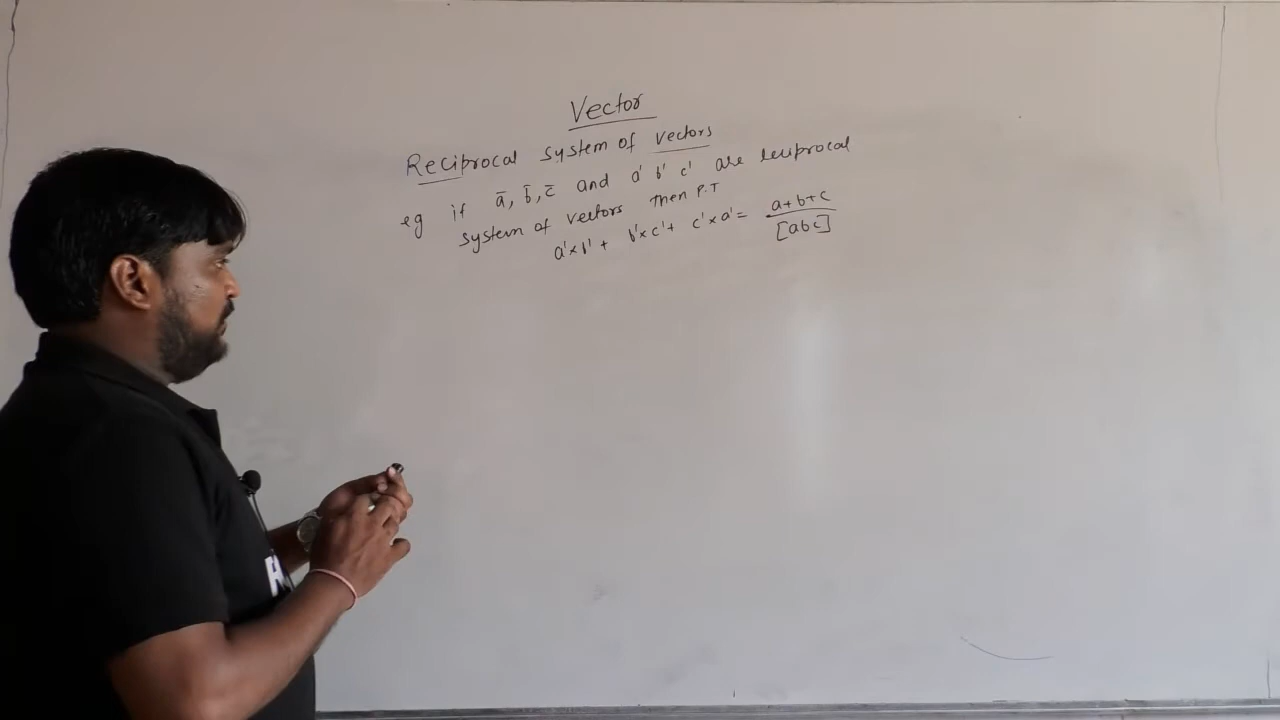 Vector
Reciprocal system of vectors
eg if a̅, b̅, c̅ and a' b' c' are reciprocal
system of vectors then P.T
a'×b' + b'×c'+ c'×a' = a+b+c / [abc]